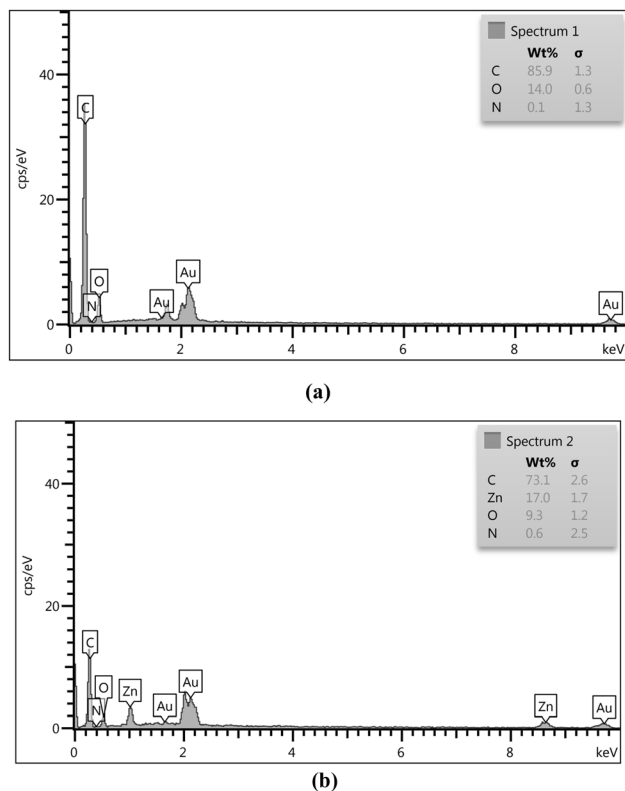 Spectrum 1
Wt% σ
C 85.9 1.3
O 14.0 0.6
N 0.1 1.3
40
20
0
cps/eV
C
N
O
Au
Au
Au
0 2 4 6 8 keV
(a)
Spectrum 2
Wt% σ
C 73.1 2.6
Zn 17.0 1.7
O 9.3 1.2
N 0.6 2.5
40
20
0
cps/eV
C
N
O
Zn
Au
Au
Zn
Au
0 2 4 6 8 keV
(b)